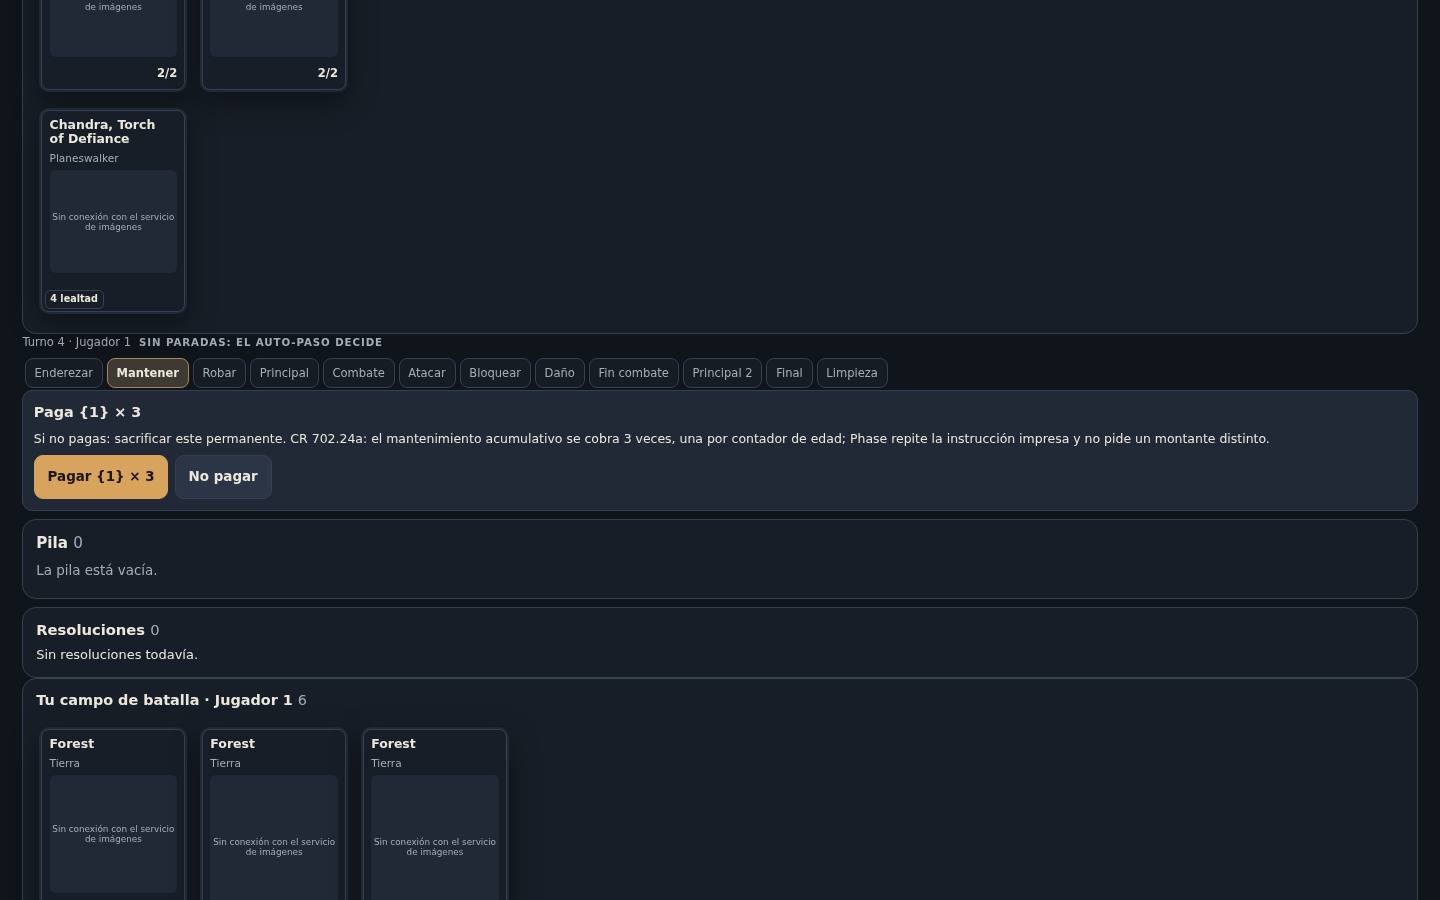 de imágenes
de imágenes
2/2
2/2
Chandra, Torch
of Defiance
Planeswalker
Sin conexión con el servicio
de imágenes
4 lealtad
Turno 4 · Jugador 1 SIN PARADAS: EL AUTO-PASO DECIDE
Enderezar Mantener Robar Principal Combate Atacar Bloquear Daño Fin combate Principal 2 Final Limpieza
Paga {1} × 3
Si no pagas: sacrificar este permanente. CR 702.24a: el mantenimiento acumulativo se cobra 3 veces, una por contador de edad; Phase repite la instrucción impresa y no pide un montante distinto.
Pagar {1} × 3
No pagar
Pila 0
La pila está vacía.
Resoluciones 0
Sin resoluciones todavía.
Tu campo de batalla · Jugador 1 6
Forest
Tierra
Sin conexión con el servicio
de imágenes
Forest
Tierra
Sin conexión con el servicio
de imágenes
Forest
Tierra
Sin conexión con el servicio
de imágenes